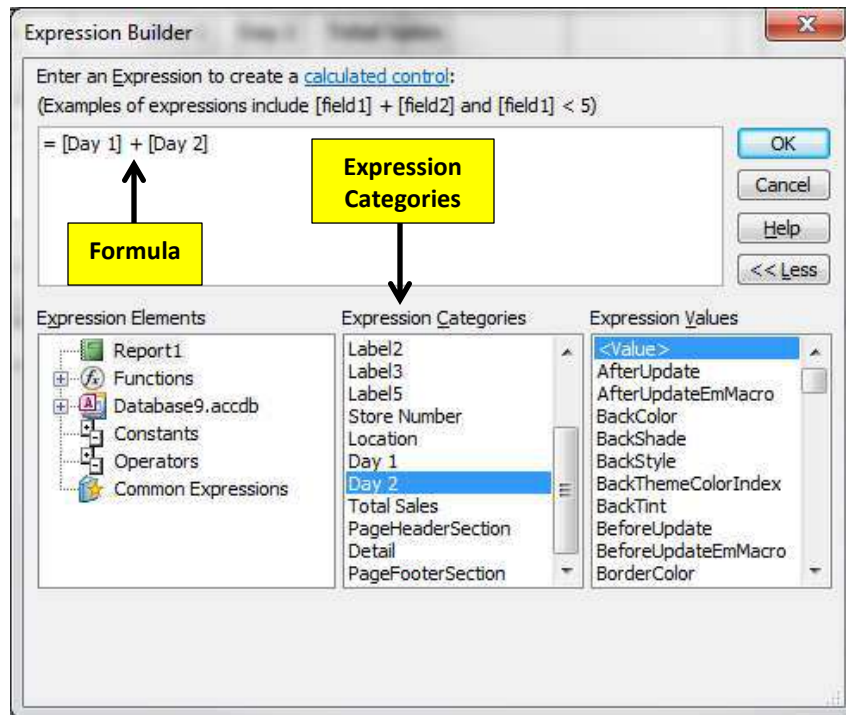 Expression Builder
Enter an Expression to create a calculated control:
(Examples of expressions include [field1] + [field2] and [field1] < 5)
= [Day 1] + [Day 2]
Formula
Expression
Categories
OK
Cancel
Help
<< Less
Expression Elements
Report1
Functions
Database9.accdb
Constants
Operators
Common Expressions
Expression Categories
Label2
Label3
Label5
Store Number
Location
Day 1
Day 2
Total Sales
PageHeaderSection
Detail
PageFooterSection
Expression Values
<Value>
AfterUpdate
AfterUpdateEmMacro
BackColor
BackShade
BackStyle
BackThemeColorIndex
BackTint
BeforeUpdate
BeforeUpdateEmMacro
BorderColor